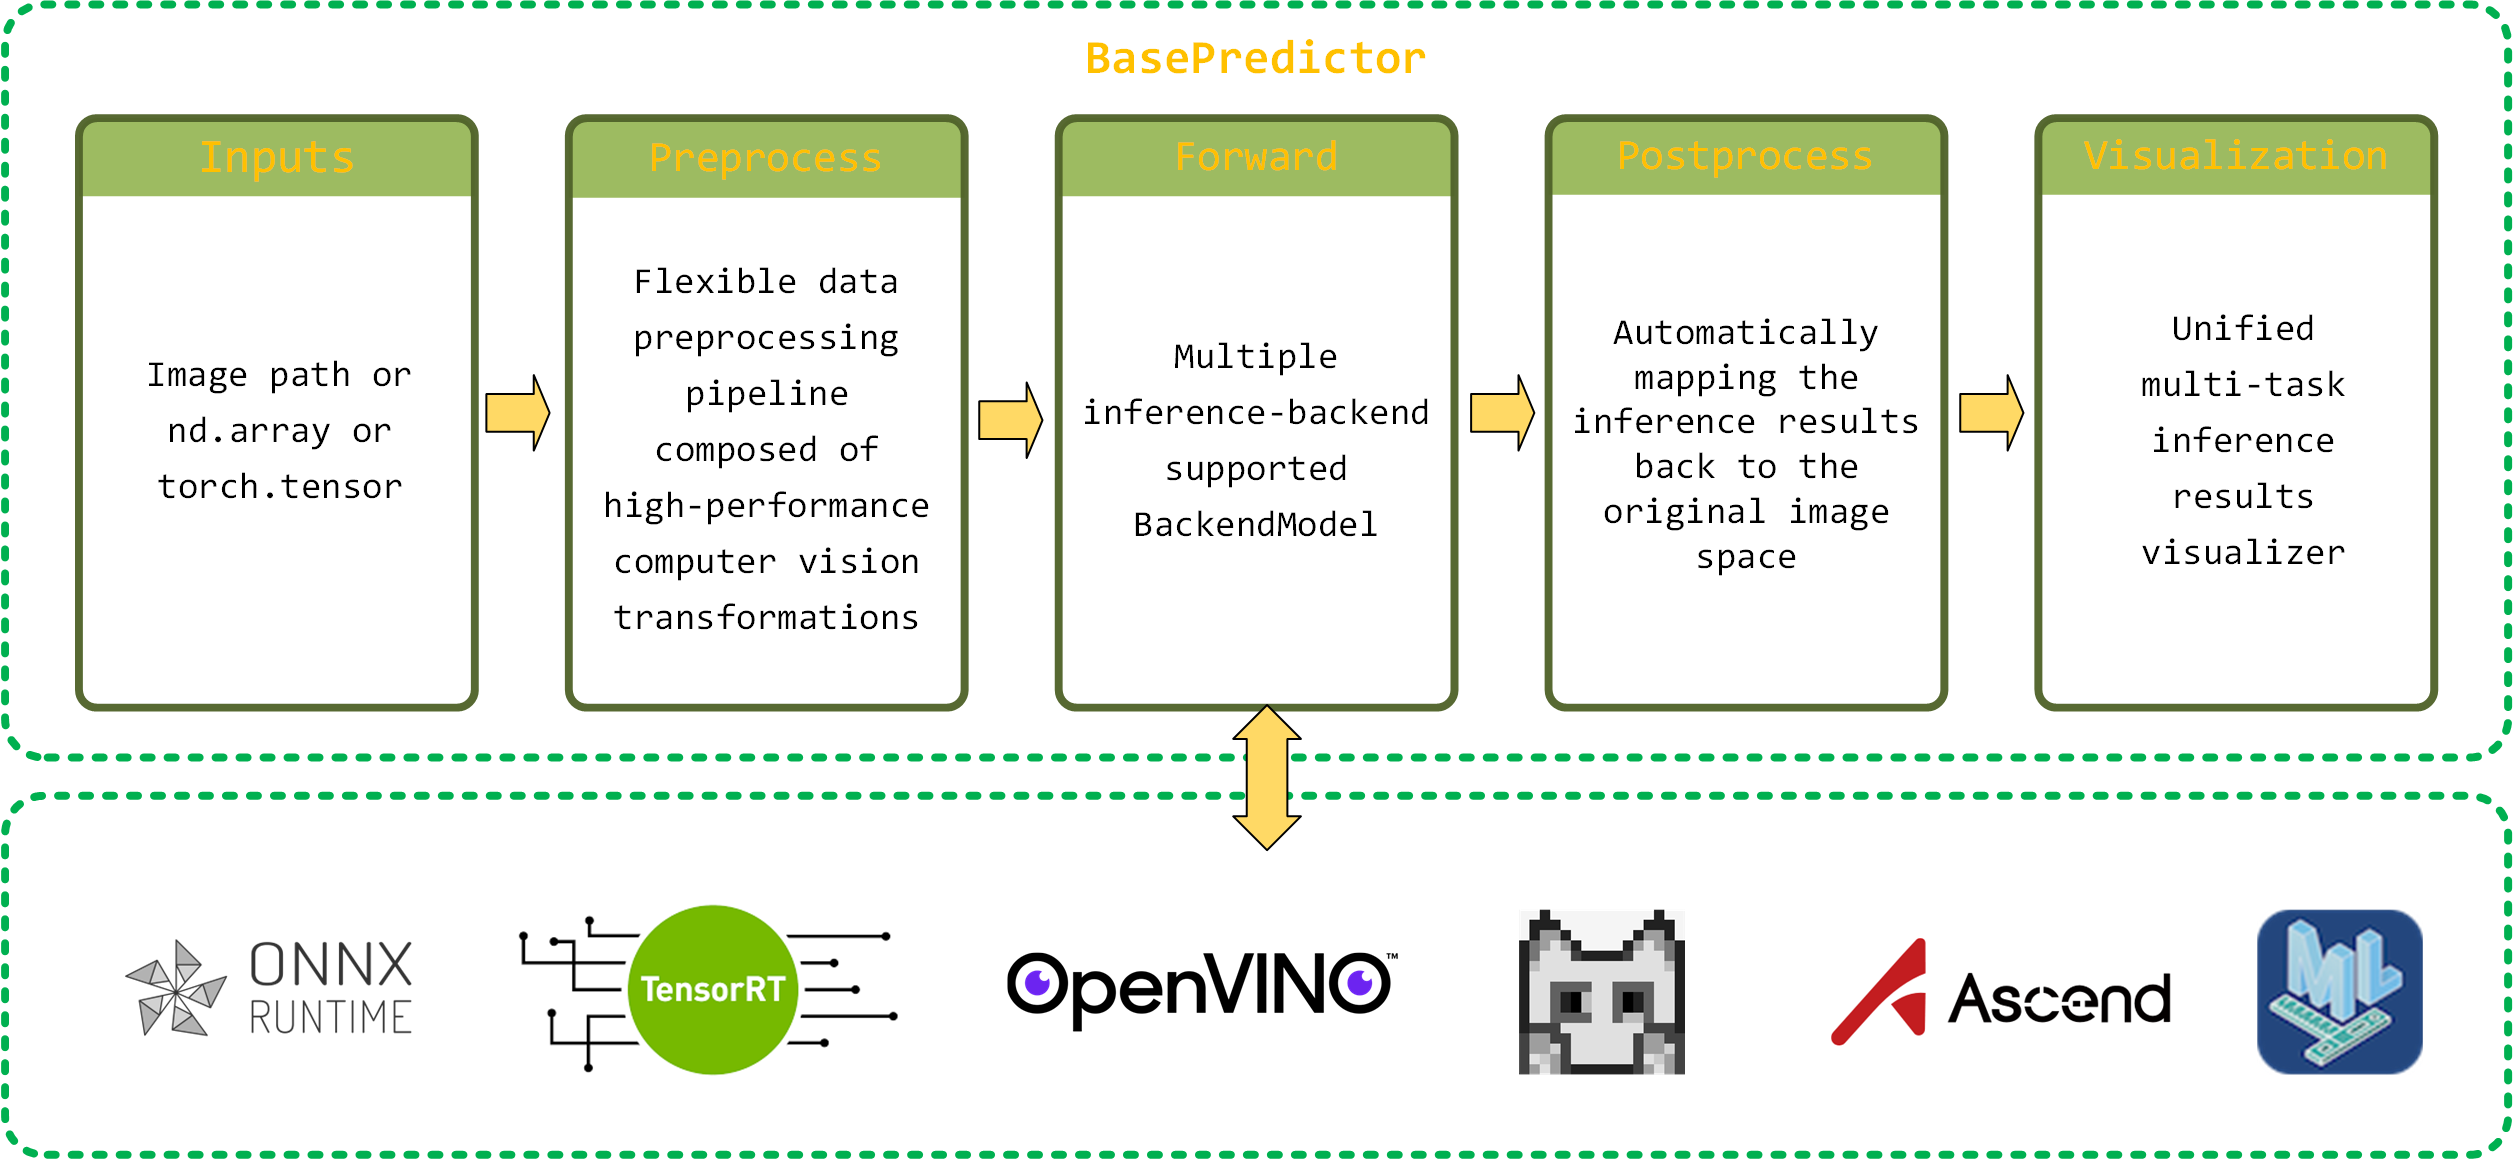 BasePredictor
Inputs
Image path or
nd.array or
torch.tensor
Preprocess
Flexible data
preprocessing
pipeline
composed of
high-performance
computer vision
transformations
Forward
Multiple
inference-backend
supported
BackendModel
Postprocess
Automatically
mapping the
inference results
back to the
original image
space
Visualization
Unified
multi-task
inference
results
visualizer
ONNX
RUNTIME
TensorRT
OpenVINO™
Ascend
ML